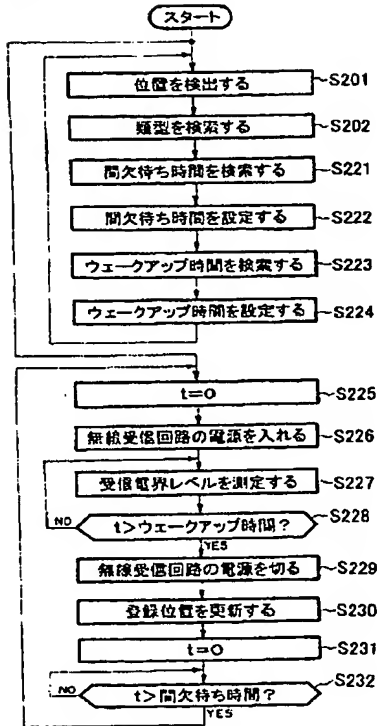 スタート
位置を検出する
S201
類型を検索する
S202
間欠待ち時間を検索する
S221
間欠待ち時間を設定する
S222
ウェークアップ時間を検索する
S223
ウェークアップ時間を設定する
S224
t=0
S225
無線受信回路の電源を入れる
S226
受信電界レベルを測定する
S227
t>ウェークアップ時間?
S228
NO
YES
無線受信回路の電源を切る
S229
登録位置を更新する
S230
t=0
S231
t>間欠待ち時間?
S232
NO
YES